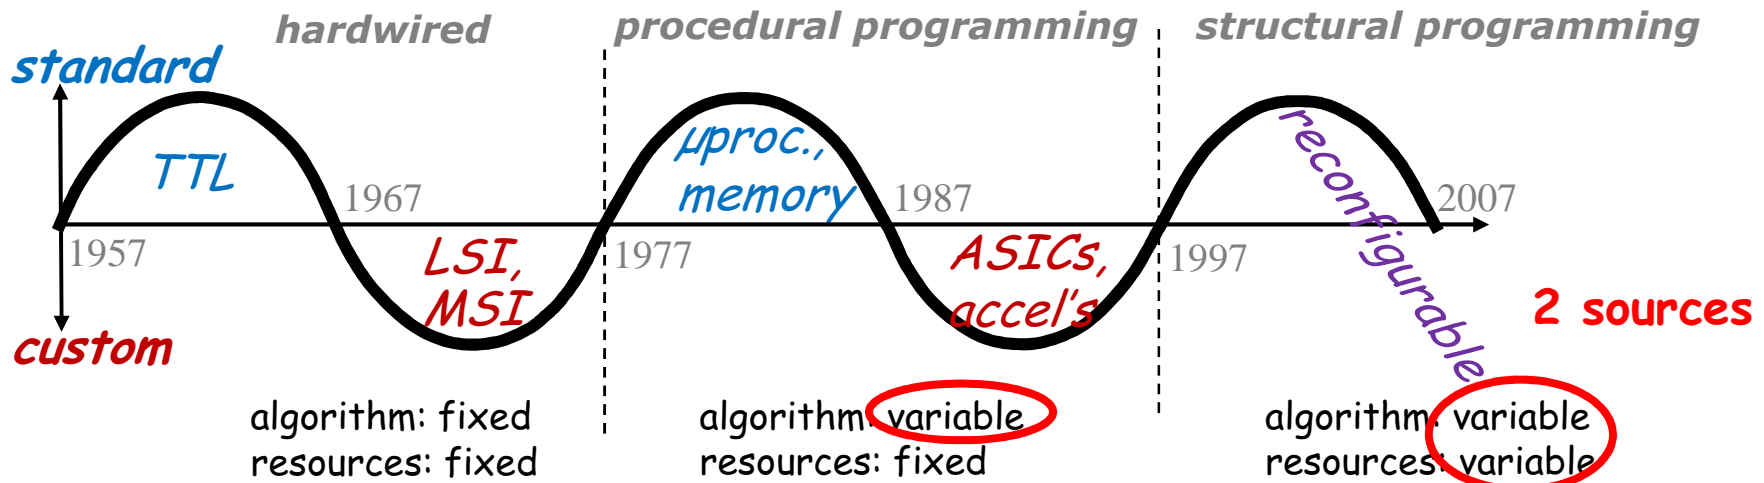 hardwired
procedural programming
structural programming
standard
TTL
1957
1967
LSI,
MSI
custom
1977
µproc.,
memory
1987
ASICs,
accel's
1997
reconfigurable
2007
2 sources
algorithm: fixed
resources: fixed
algorithm: variable
resources: fixed
algorithm: variable
resources: variable